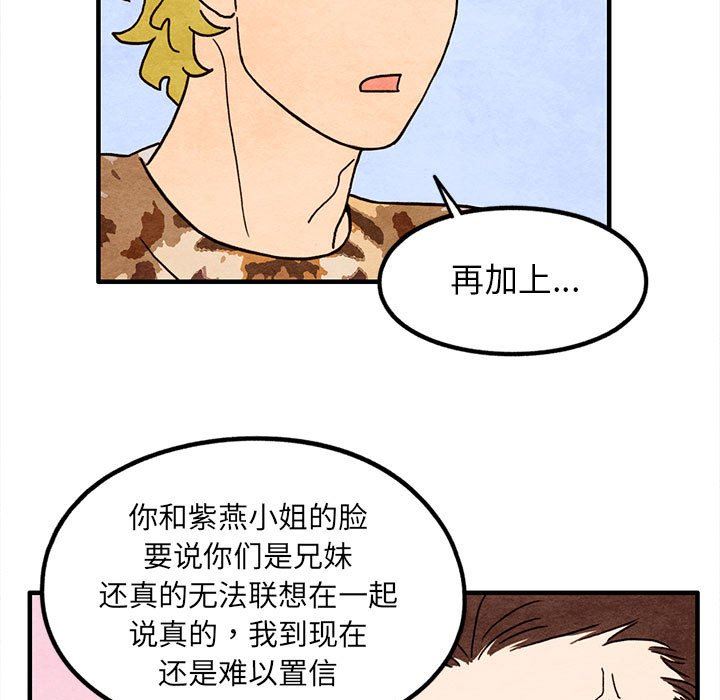 再加上...
你和紫燕小姐的脸
要说你们是兄妹
还真的无法联想在一起
说真的，我到现在
还是难以置信